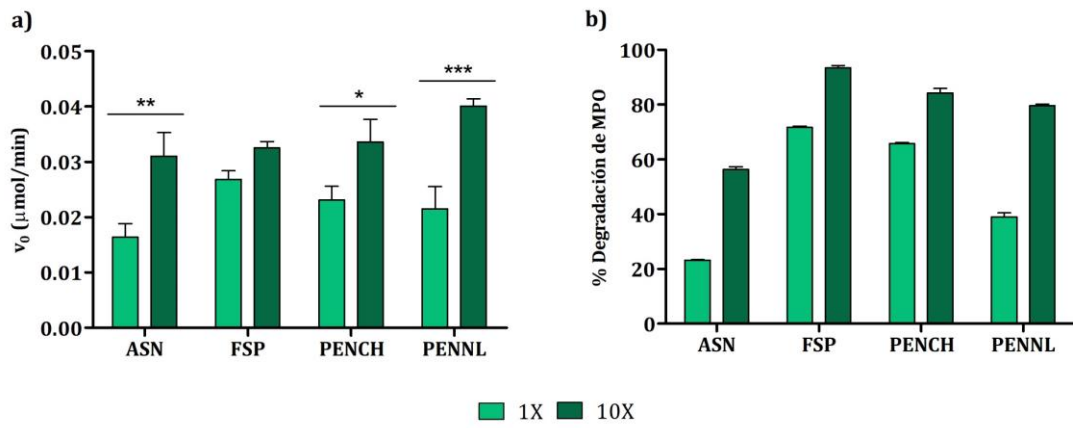 a)
v₀ (μmol/min)
0.05
0.04
0.03
0.02
0.01
0.00
**
*
***
ASN FSP PENCH PENNL
b)
% Degradación de MPO
100
80
60
40
20
0
ASN FSP PENCH PENNL
1X 10X